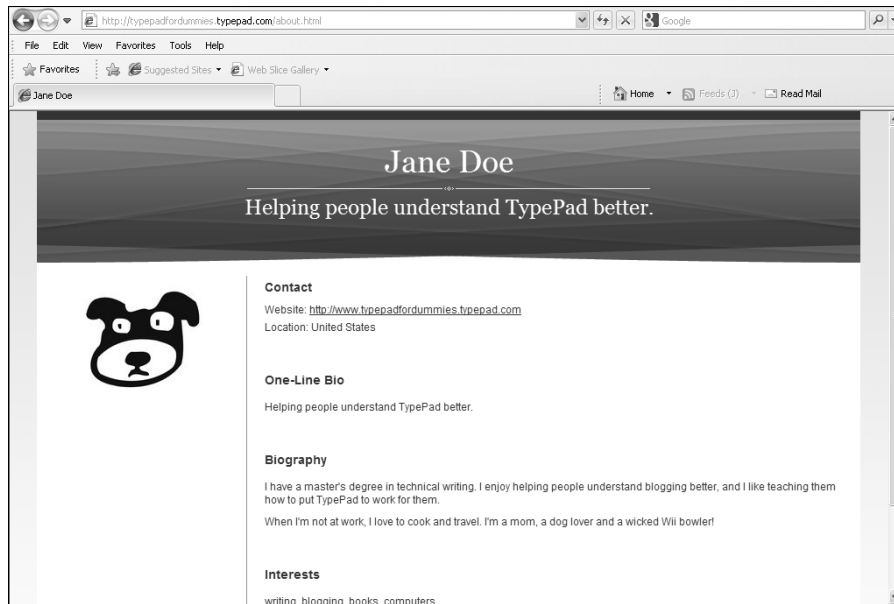 http://typepadfordummies.typepad.com/about.html
Google
File Edit View Favorites Tools Help
Favorites Suggested Sites Web Slice Gallery
Jane Doe Home Feeds (J) Read Mail
Jane Doe
Helping people understand TypePad better.
Contact
Website: http://www.typepadfordummies.typepad.com
Location: United States
One-Line Bio
Helping people understand TypePad better.
Biography
I have a master's degree in technical writing. I enjoy helping people understand blogging better, and I like teaching them
how to put TypePad to work for them.
When I'm not at work, I love to cook and travel. I'm a mom, a dog lover and a wicked Wii bowler!
Interests
writing, blogging, books, computers